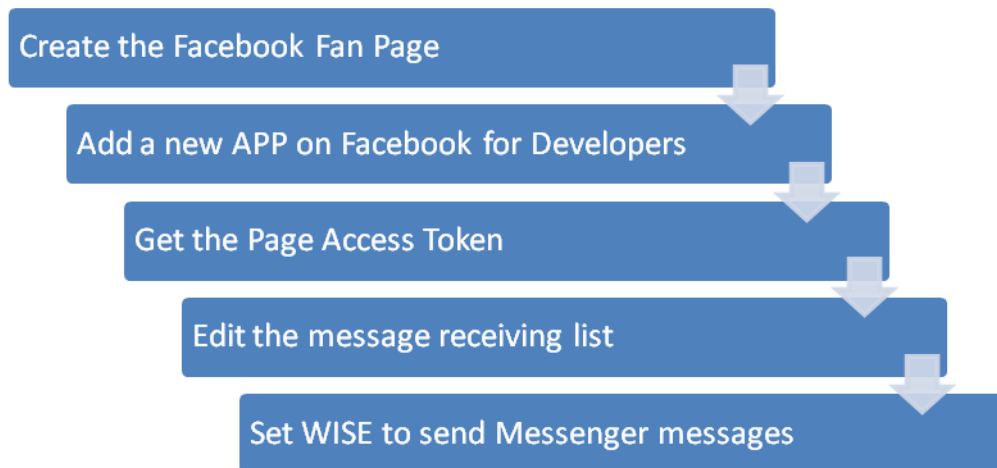 Create the Facebook Fan Page
Add a new APP on Facebook for Developers
Get the Page Access Token
Edit the message receiving list
Set WISE to send Messenger messages